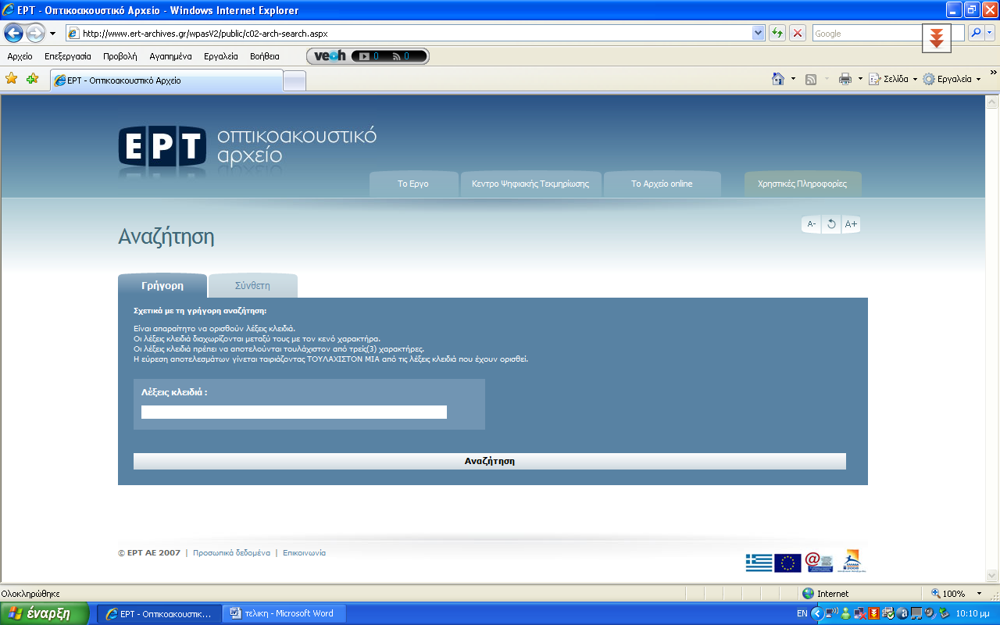 ΕΡΤ - Οπτικοακουστικό Αρχείο - Windows Internet Explorer
http://www.ert-archives.gr/wpasV2/public/c02-arch-search.aspx
Google
Αρχείο Επεξεργασία Προβολή Αγαπημένα Εργαλεία Βοήθεια
veoh 0 0
ΕΡΤ - Οπτικοακουστικό Αρχείο
Σελίδα Εργαλεία
ΕΡΤ οπτικοακουστικό
αρχείο
Το Εργο Κεντρο Ψηφιακής Τεκμηρίωσης Το Αρχείο online Χρηστικές Πληροφορίες
A- A+
Αναζήτηση
Γρήγορη Σύνθετη
Σχετικά με τη γρήγορη αναζήτηση:
Είναι απαραίτητο να ορισθούν λέξεις κλειδιά.
Οι λέξεις κλειδιά διαχωρίζονται μεταξύ τους με τον κενό χαρακτήρα.
Οι λέξεις κλειδιά πρέπει να αποτελούνται τουλάχιστον από τρείς(3) χαρακτήρες.
Η εύρεση αποτελεσμάτων γίνεται ταιριάζοντας ΤΟΥΛΑΧΙΣΤΟΝ ΜΙΑ από τις λέξεις κλειδιά που έχουν ορισθεί.
Λέξεις κλειδιά :
Αναζήτηση
© ΕΡΤ ΑΕ 2007 | Προσωπικά δεδομένα | Επικοινωνία
Ολοκληρώθηκε
Internet
100%
έναρξη
ΕΡΤ - Οπτικοακουστικ...
τελικη - Microsoft Word
EN
10:10 μμ